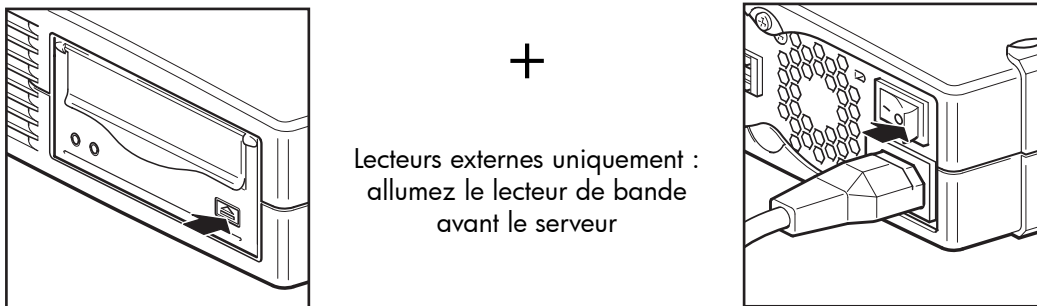 +
Lecteurs externes uniquement :
allumez le lecteur de bande
avant le serveur